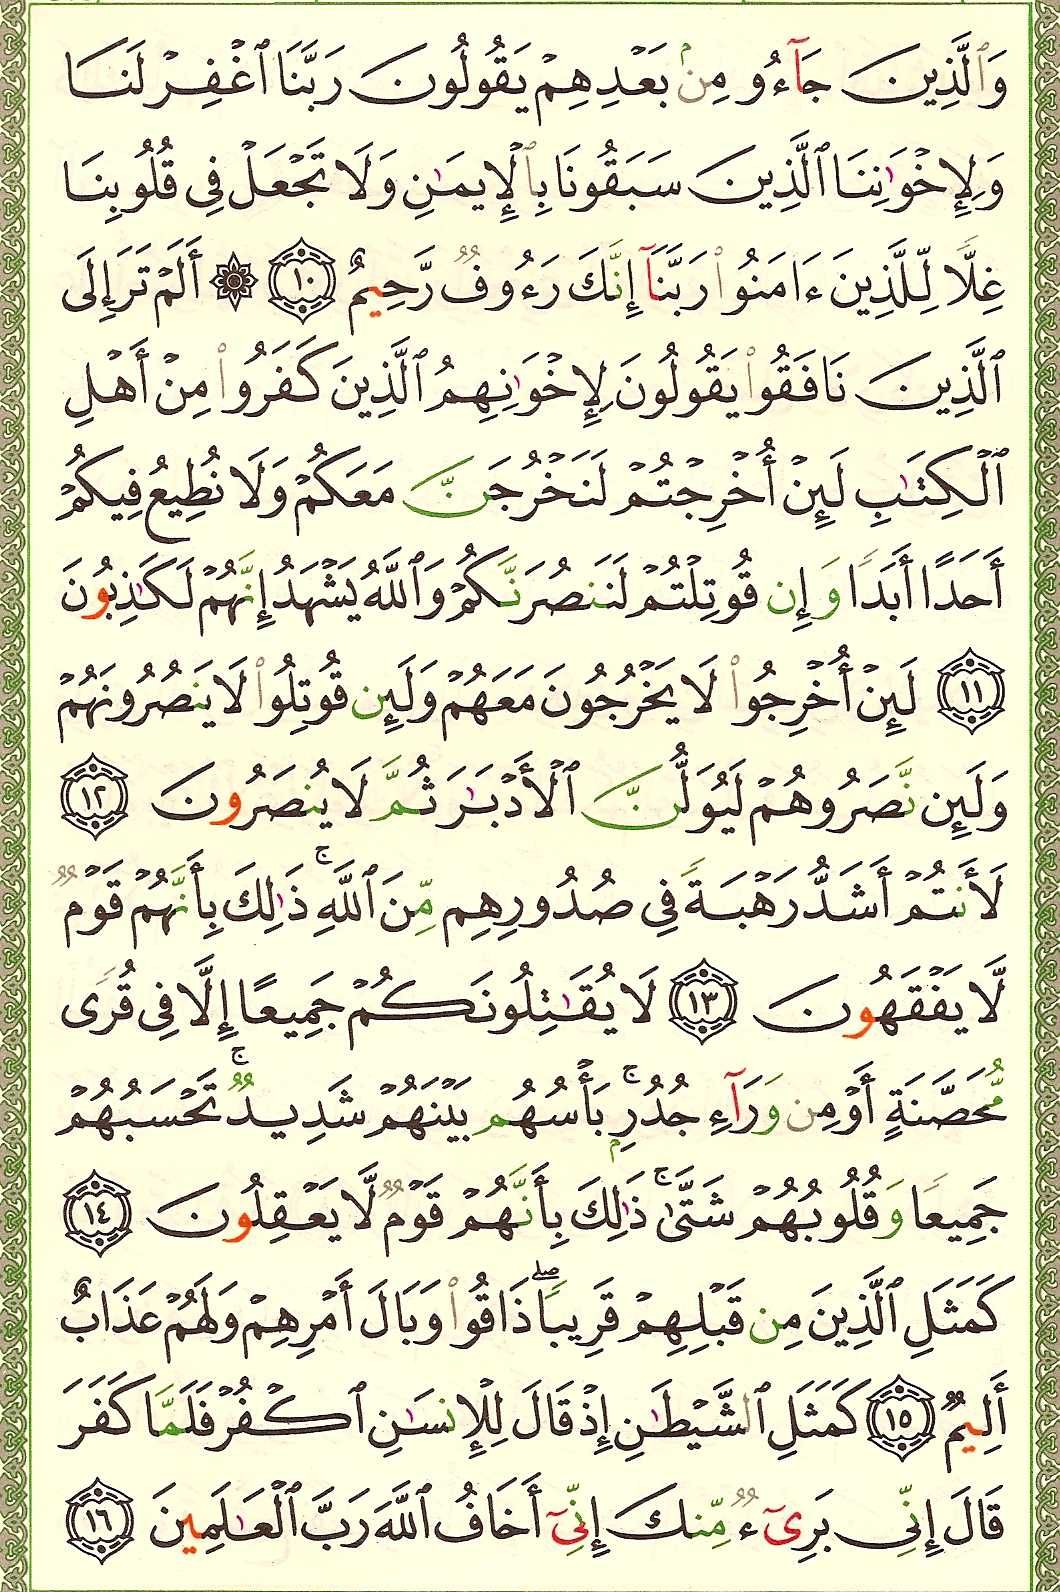 وَٱلَّذِينَ جَآءُو مِنۢ بَعْدِهِمْ يَقُولُونَ رَبَّنَا ٱغْفِرْ لَنَا
وَلِإِخْوَٰنِنَا ٱلَّذِينَ سَبَقُونَا بِٱلْإِيمَـٰنِ وَلَا تَجْعَلْ فِى قُلُوبِنَا
غِلًّا لِّلَّذِينَ ءَامَنُوا۟ رَبَّنَآ إِنَّكَ رَءُوفٌ رَّحِيمٌ ١٠ ۞ أَلَمْ تَرَ إِلَى
ٱلَّذِينَ نَافَقُوا۟ يَقُولُونَ لِإِخْوَٰنِهِمُ ٱلَّذِينَ كَفَرُوا۟ مِنْ أَهْلِ
ٱلْكِتَـٰبِ لَئِنْ أُخْرِجْتُمْ لَنَخْرُجَنَّ مَعَكُمْ وَلَا نُطِيعُ فِيكُمْ
أَحَدًا أَبَدًا وَإِن قُوتِلْتُمْ لَنَنصُرَنَّكُمْ وَٱللَّهُ يَشْهَدُ إِنَّهُمْ لَكَـٰذِبُونَ
١١ لَئِنْ أُخْرِجُوا۟ لَا يَخْرُجُونَ مَعَهُمْ وَلَئِن قُوتِلُوا۟ لَا يَنصُرُونَهُمْ
وَلَئِن نَّصَرُوهُمْ لَيُوَلُّنَّ ٱلْأَدْبَـٰرَ ثُمَّ لَا يُنصَرُونَ ١٢
لَأَنتُمْ أَشَدُّ رَهْبَةً فِى صُدُورِهِم مِّنَ ٱللَّهِ ۚ ذَٰلِكَ بِأَنَّهُمْ قَوْمٌ
لَّا يَفْقَهُونَ ١٣ لَا يُقَـٰتِلُونَكُمْ جَمِيعًا إِلَّا فِى قُرًى
مُّحَصَّنَةٍ أَوْ مِن وَرَآءِ جُدُرٍۭ ۚ بَأْسُهُم بَيْنَهُمْ شَدِيدٌ ۚ تَحْسَبُهُمْ
جَمِيعًا وَقُلُوبُهُمْ شَتَّىٰ ۚ ذَٰلِكَ بِأَنَّهُمْ قَوْمٌ لَّا يَعْقِلُونَ ١٤
كَمَثَلِ ٱلَّذِينَ مِن قَبْلِهِمْ قَرِيبًا ۖ ذَاقُوا۟ وَبَالَ أَمْرِهِمْ وَلَهُمْ عَذَابٌ
أَلِيمٌ ١٥ كَمَثَلِ ٱلشَّيْطَـٰنِ إِذْ قَالَ لِلْإِنسَـٰنِ ٱكْفُرْ فَلَمَّا كَفَرَ
قَالَ إِنِّى بَرِىٓءٌ مِّنكَ إِنِّىٓ أَخَافُ ٱللَّهَ رَبَّ ٱلْعَـٰلَمِينَ ١٦